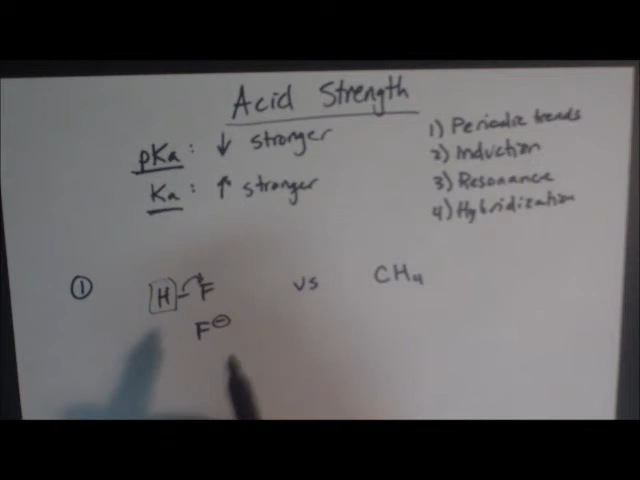 Acid Strength
pKa : ↓ stronger
Ka : ↑ stronger
1) Periodic trends
2) Induction
3) Resonance
4) Hybridization
① H–F vs CH4
F⊖